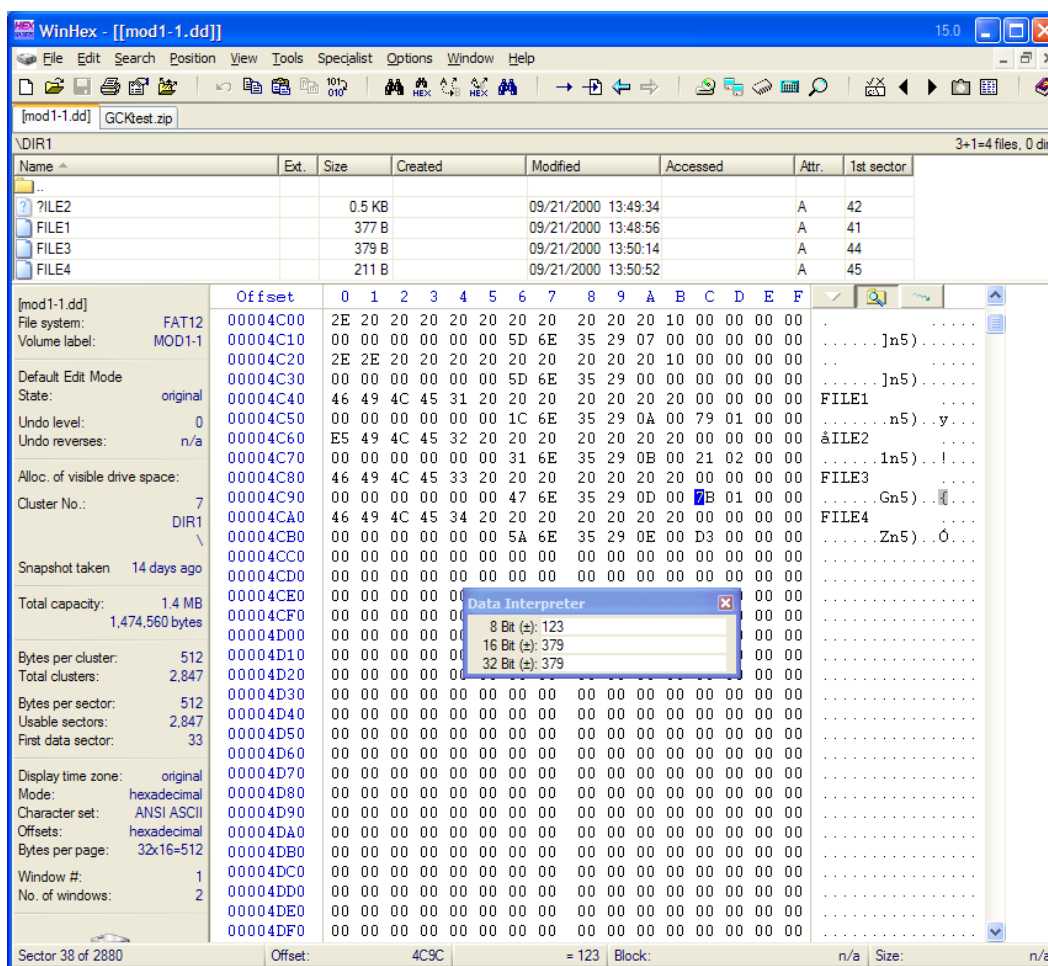 WinHex - [[mod1-1.dd]] 15.0
File Edit Search Position View Tools Specialist Options Window Help
[mod1-1.dd] GCKtest.zip
\DIR1 3+1=4 files, 0 dir
Name Ext. Size Created Modified Accessed Attr. 1st sector
..
?ILE2 0.5 KB 09/21/2000 13:49:34 A 42
FILE1 377 B 09/21/2000 13:48:56 A 41
FILE3 379 B 09/21/2000 13:50:14 A 44
FILE4 211 B 09/21/2000 13:50:52 A 45
[mod1-1.dd]
File system: FAT12
Volume label: MOD1-1
Default Edit Mode
State: original
Undo level: 0
Undo reverses: n/a
Alloc. of visible drive space:
Cluster No.: 7
DIR1
\
Snapshot taken 14 days ago
Total capacity: 1.4 MB
1,474,560 bytes
Bytes per cluster: 512
Total clusters: 2,847
Bytes per sector: 512
Usable sectors: 2,847
First data sector: 33
Display time zone: original
Mode: hexadecimal
Character set: ANSI ASCII
Offsets: hexadecimal
Bytes per page: 32x16=512
Window #: 1
No. of windows: 2
Offset 0 1 2 3 4 5 6 7 8 9 A B C D E F
00004C00 2E 20 20 20 20 20 20 20 20 20 20 10 00 00 00 00 . .....
00004C10 00 00 00 00 00 00 5D 6E 35 29 07 00 00 00 00 00 ......]n5)......
00004C20 2E 2E 20 20 20 20 20 20 20 20 20 10 00 00 00 00 .. .....
00004C30 00 00 00 00 00 00 5D 6E 35 29 00 00 00 00 00 00 ......]n5)......
00004C40 46 49 4C 45 31 20 20 20 20 20 20 20 00 00 00 00 FILE1 ....
00004C50 00 00 00 00 00 00 1C 6E 35 29 0A 00 79 01 00 00 .......n5)..y...
00004C60 E5 49 4C 45 32 20 20 20 20 20 20 20 00 00 00 00 åILE2 ....
00004C70 00 00 00 00 00 00 31 6E 35 29 0B 00 21 02 00 00 ......1n5)..!...
00004C80 46 49 4C 45 33 20 20 20 20 20 20 20 00 00 00 00 FILE3 ....
00004C90 00 00 00 00 00 00 47 6E 35 29 0D 00 7B 01 00 00 ......Gn5)..{...
00004CA0 46 49 4C 45 34 20 20 20 20 20 20 20 00 00 00 00 FILE4 ....
00004CB0 00 00 00 00 00 00 5A 6E 35 29 0E 00 D3 00 00 00 ......Zn5)..Ó...
00004CC0 00 00 00 00 00 00 00 00 00 00 00 00 00 00 00 00 ................
00004CD0 00 00 00 00 00 00 00 00 00 00 00 00 00 00 00 00 ................
00004CE0 00 00 00 00 00 00 ................
00004CF0 00 00 00 00 00 00 ................
00004D00 00 00 00 00 00 00 ................
00004D10 00 00 00 00 00 00 ................
00004D20 00 00 00 00 00 00 ................
Data Interpreter
8 Bit (±): 123
16 Bit (±): 379
32 Bit (±): 379
00004D30 00 00 00 00 00 00 00 00 00 00 00 00 00 00 00 00 ................
00004D40 00 00 00 00 00 00 00 00 00 00 00 00 00 00 00 00 ................
00004D50 00 00 00 00 00 00 00 00 00 00 00 00 00 00 00 00 ................
00004D60 00 00 00 00 00 00 00 00 00 00 00 00 00 00 00 00 ................
00004D70 00 00 00 00 00 00 00 00 00 00 00 00 00 00 00 00 ................
00004D80 00 00 00 00 00 00 00 00 00 00 00 00 00 00 00 00 ................
00004D90 00 00 00 00 00 00 00 00 00 00 00 00 00 00 00 00 ................
00004DA0 00 00 00 00 00 00 00 00 00 00 00 00 00 00 00 00 ................
00004DB0 00 00 00 00 00 00 00 00 00 00 00 00 00 00 00 00 ................
00004DC0 00 00 00 00 00 00 00 00 00 00 00 00 00 00 00 00 ................
00004DD0 00 00 00 00 00 00 00 00 00 00 00 00 00 00 00 00 ................
00004DE0 00 00 00 00 00 00 00 00 00 00 00 00 00 00 00 00 ................
00004DF0 00 00 00 00 00 00 00 00 00 00 00 00 00 00 00 00 ................
Sector 38 of 2880 Offset: 4C9C = 123 Block: n/a Size: n/a